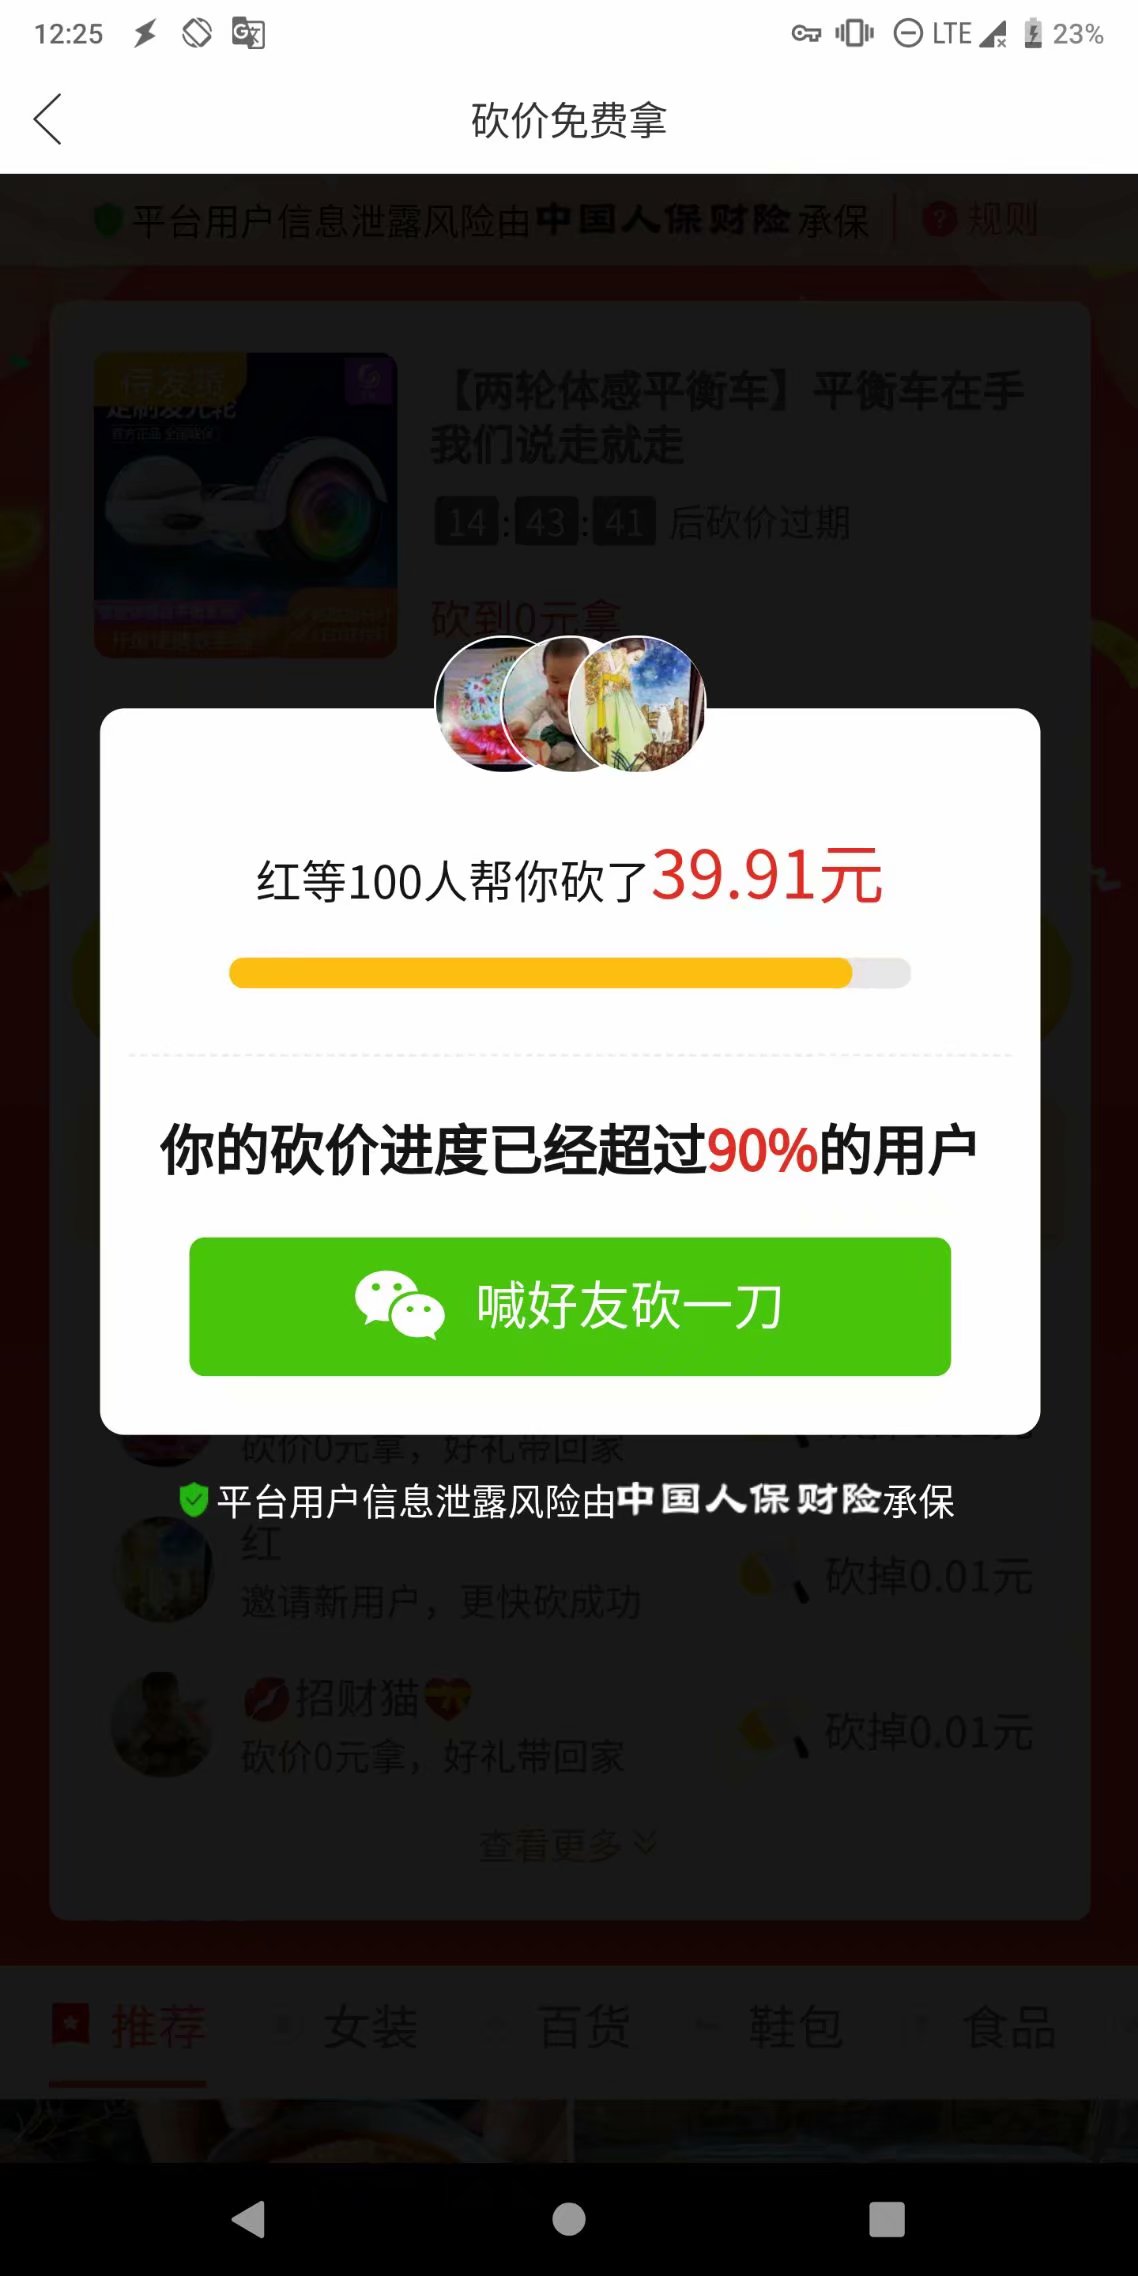 12:25
LTE
23%
砍价免费拿
平台用户信息泄露风险由中国人保财险承保
规则
待发货
定制发光轮
【两轮体感平衡车】平衡车在手
我们说走就走
14:43:41 后砍价过期
砍到0元拿
红等100人帮你砍了39.91元
你的砍价进度已经超过90%的用户
喊好友砍一刀
砍价0元拿，好礼带回家
平台用户信息泄露风险由中国人保财险承保
红
邀请新用户，更快砍成功
砍掉0.01元
招财猫
砍价0元拿，好礼带回家
砍掉0.01元
查看更多
推荐
女装
百货
鞋包
食品